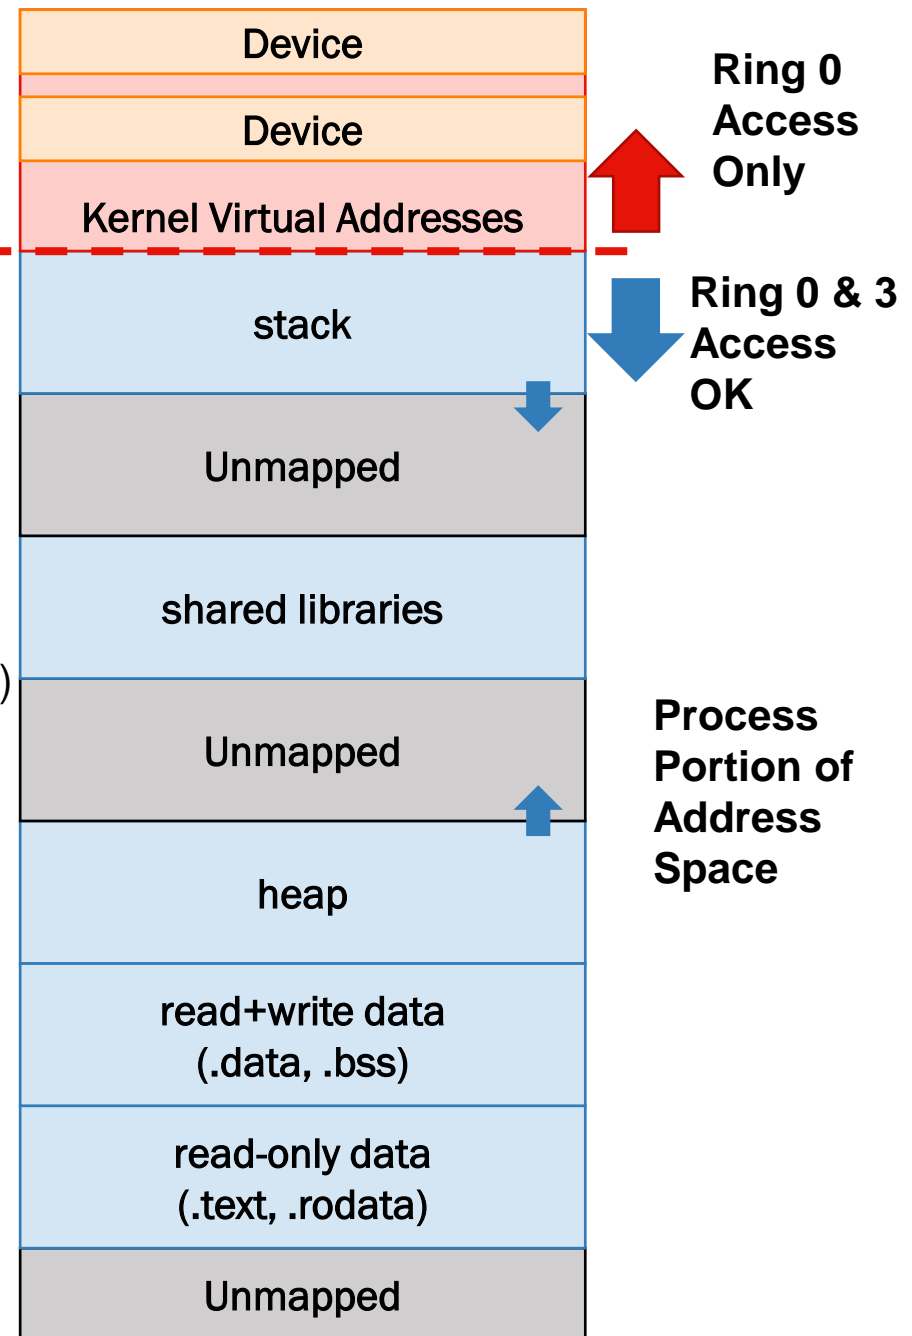 Device
Ring 0
Access
Only
Device
Kernel Virtual Addresses
stack
Ring 0 & 3
Access
OK
Unmapped
shared libraries
)
Unmapped
Process
Portion of
Address
Space
heap
read+write data
(.data, .bss)
read-only data
(.text, .rodata)
Unmapped